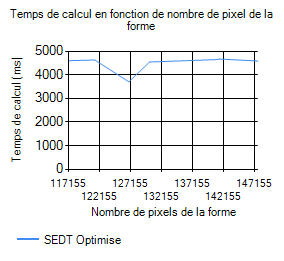 Temps de calcul en fonction de nombre de pixel de la
forme
Temps de calcul [ms]
5000
4000
3000
2000
1000
0
117155
127155
137155
147155
122155
132155
142155
Nombre de pixels de la forme
SEDT Optimise